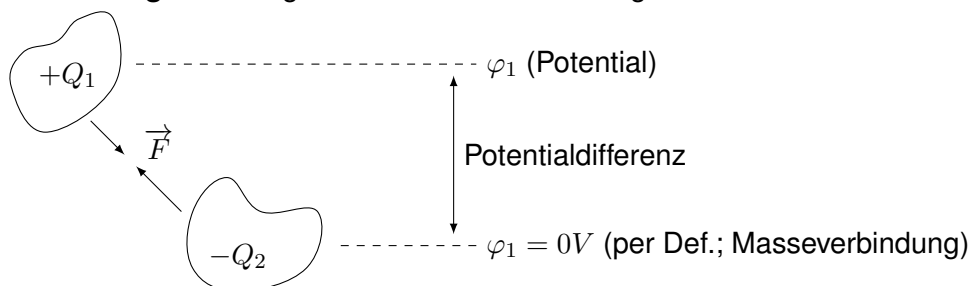 +Q₁
φ₁ (Potential)
F⃗
Potentialdifferenz
−Q₂
φ₁ = 0V (per Def.; Masseverbindung)